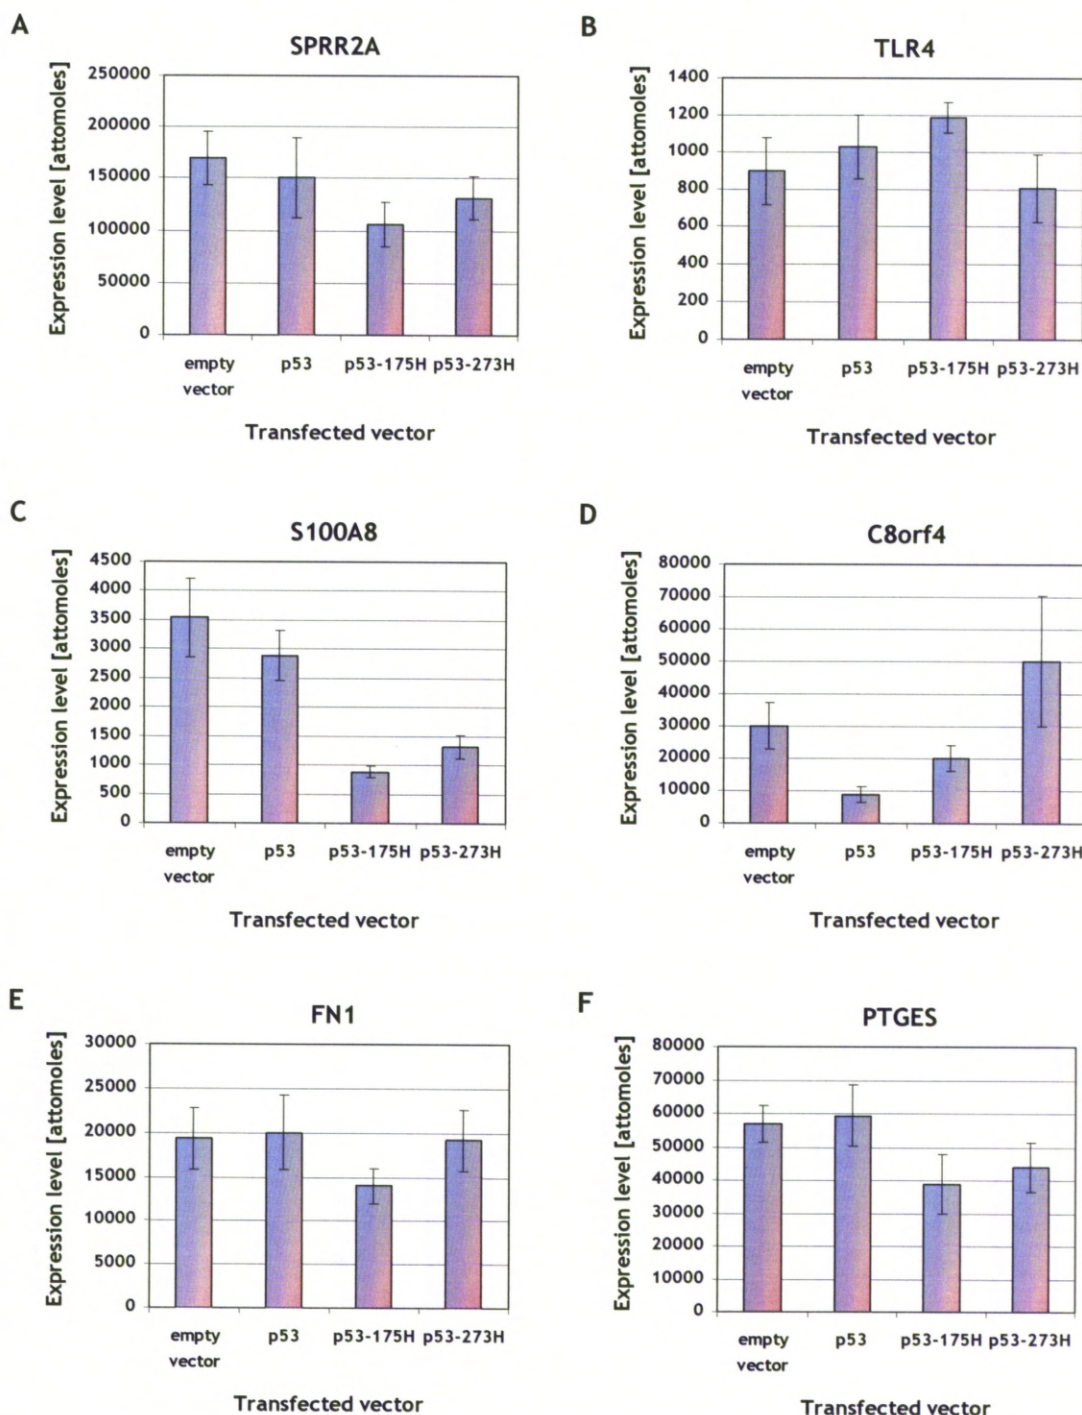 A
SPRR2A
Expression level [attomoles]
250000
200000
150000
100000
50000
0
empty vector
p53
p53-175H
p53-273H
Transfected vector
B
TLR4
Expression level [attomoles]
1400
1200
1000
800
600
400
200
0
empty vector
p53
p53-175H
p53-273H
Transfected vector
C
S100A8
Expression level [attomoles]
4500
4000
3500
3000
2500
2000
1500
1000
500
0
empty vector
p53
p53-175H
p53-273H
Transfected vector
D
C8orf4
Expression level [attomoles]
80000
70000
60000
50000
40000
30000
20000
10000
0
empty vector
p53
p53-175H
p53-273H
Transfected vector
E
FN1
Expression level [attomoles]
30000
25000
20000
15000
10000
5000
0
empty vector
p53
p53-175H
p53-273H
Transfected vector
F
PTGES
Expression level [attomoles]
80000
70000
60000
50000
40000
30000
20000
10000
0
empty vector
p53
p53-175H
p53-273H
Transfected vector